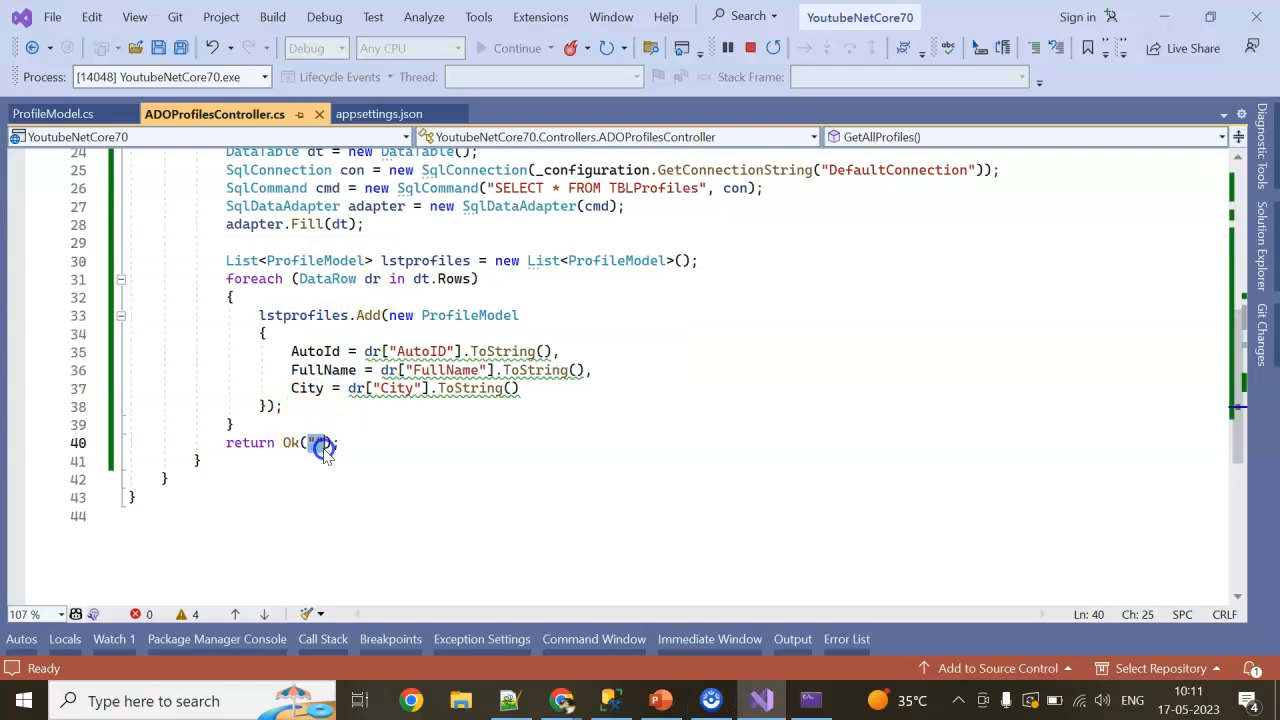 File Edit View Git Project Build Debug Test Analyze Tools Extensions Window Help Search YoutubeNetCore70 Sign in
Debug Any CPU Continue Live Share
Process: [14048] YoutubeNetCore70.exe Lifecycle Events Thread: Stack Frame:
ProfileModel.cs ADOProfilesController.cs appsettings.json
YoutubeNetCore70 YoutubeNetCore70.Controllers.ADOProfilesController GetAllProfiles()
24 DataTable dt = new DataTable();
25 SqlConnection con = new SqlConnection(_configuration.GetConnectionString("DefaultConnection"));
26 SqlCommand cmd = new SqlCommand("SELECT * FROM TBLProfiles", con);
27 SqlDataAdapter adapter = new SqlDataAdapter(cmd);
28 adapter.Fill(dt);
29
30 List<ProfileModel> lstprofiles = new List<ProfileModel>();
31 foreach (DataRow dr in dt.Rows)
32 {
33 lstprofiles.Add(new ProfileModel
34 {
35 AutoId = dr["AutoID"].ToString(),
36 FullName = dr["FullName"].ToString(),
37 City = dr["City"].ToString()
38 });
39 }
40 return Ok("");
41 }
42 }
43 }
44
Diagnostic Tools
Solution Explorer
Git Changes
107 % 0 4 Ln: 40 Ch: 25 SPC CRLF
Autos Locals Watch 1 Package Manager Console Call Stack Breakpoints Exception Settings Command Window Immediate Window Output Error List
Ready Add to Source Control Select Repository 1
Type here to search 35°C ENG 10:11
17-05-2023 4